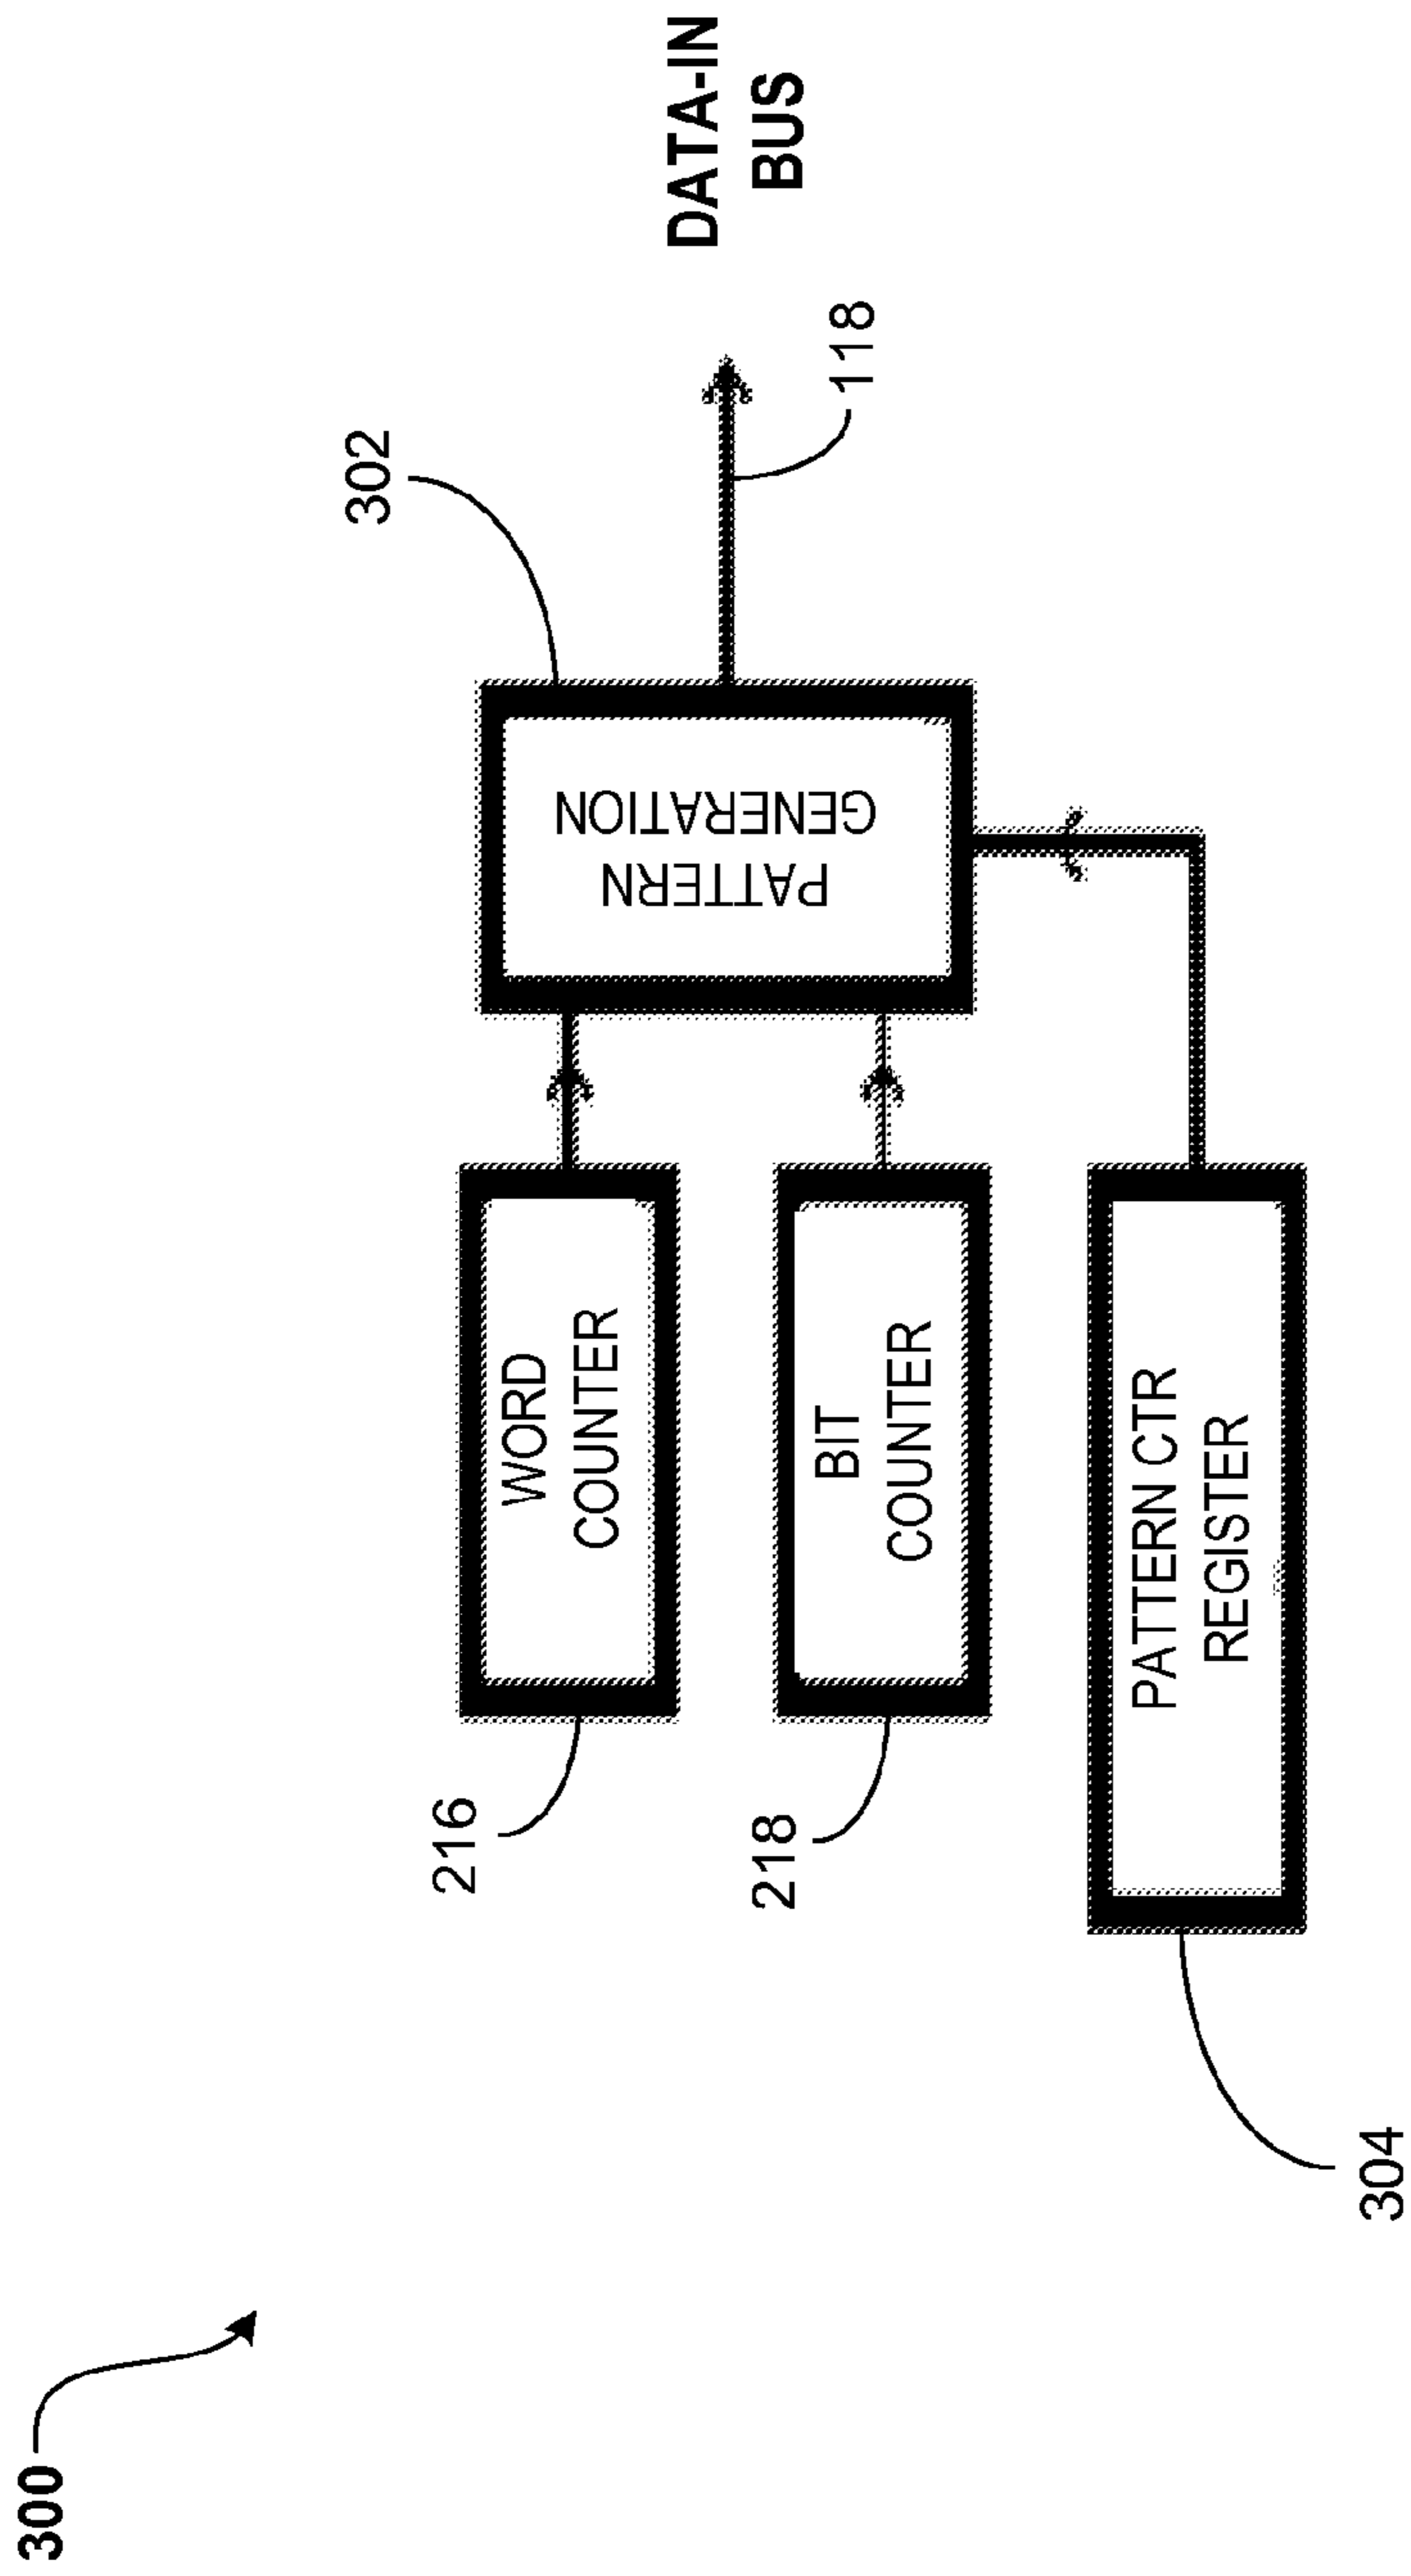 300
216
WORD
COUNTER
218
BIT
COUNTER
304
PATTERN CTR
REGISTER
302
PATTERN
GENERATION
118
DATA-IN
BUS